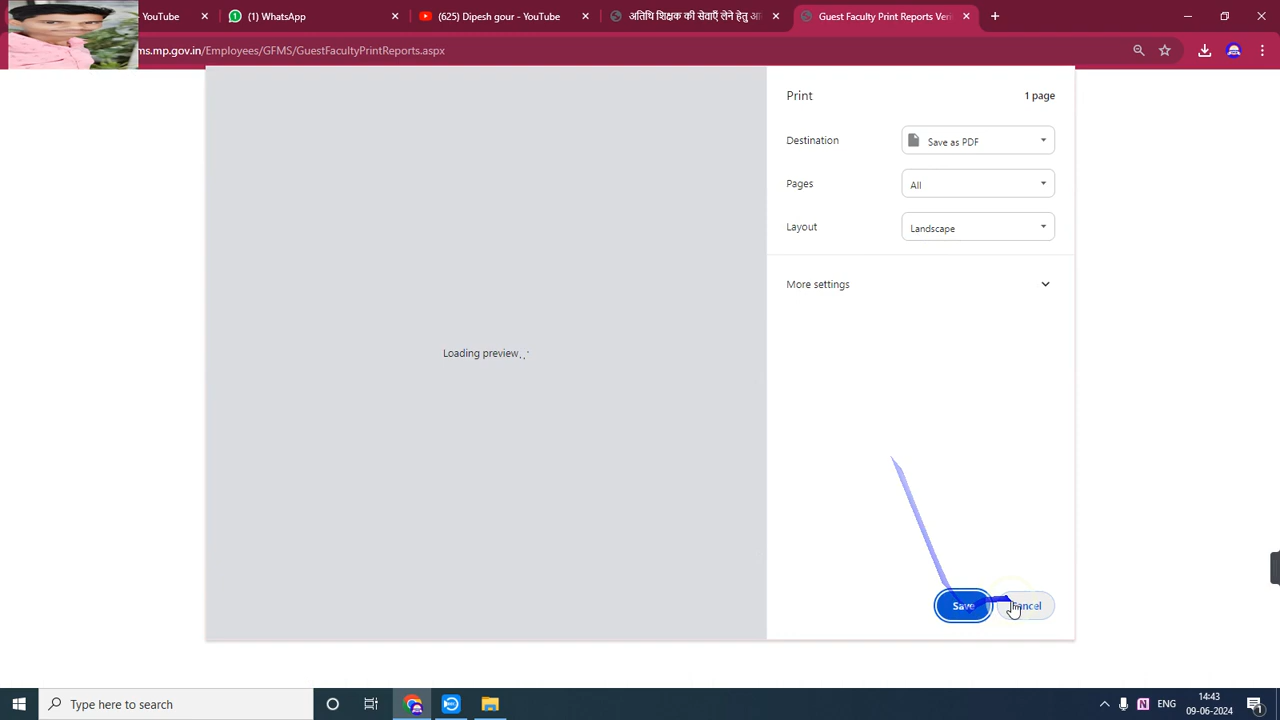 YouTube
(1) WhatsApp
Dipesh gour - YouTube
अतिथि शिक्षक की सेवाएं लेने हेतु
Guest Faculty Print Reports Ver
ms.mp.gov.in/Employees/GFMS/GuestFacultyPrintReports.aspx
Print
1 page
Destination
Save as PDF
Pages
All
Layout
Landscape
More settings
Loading preview
Save
Cancel
Type here to search
ENG
14:43
09-06-2024